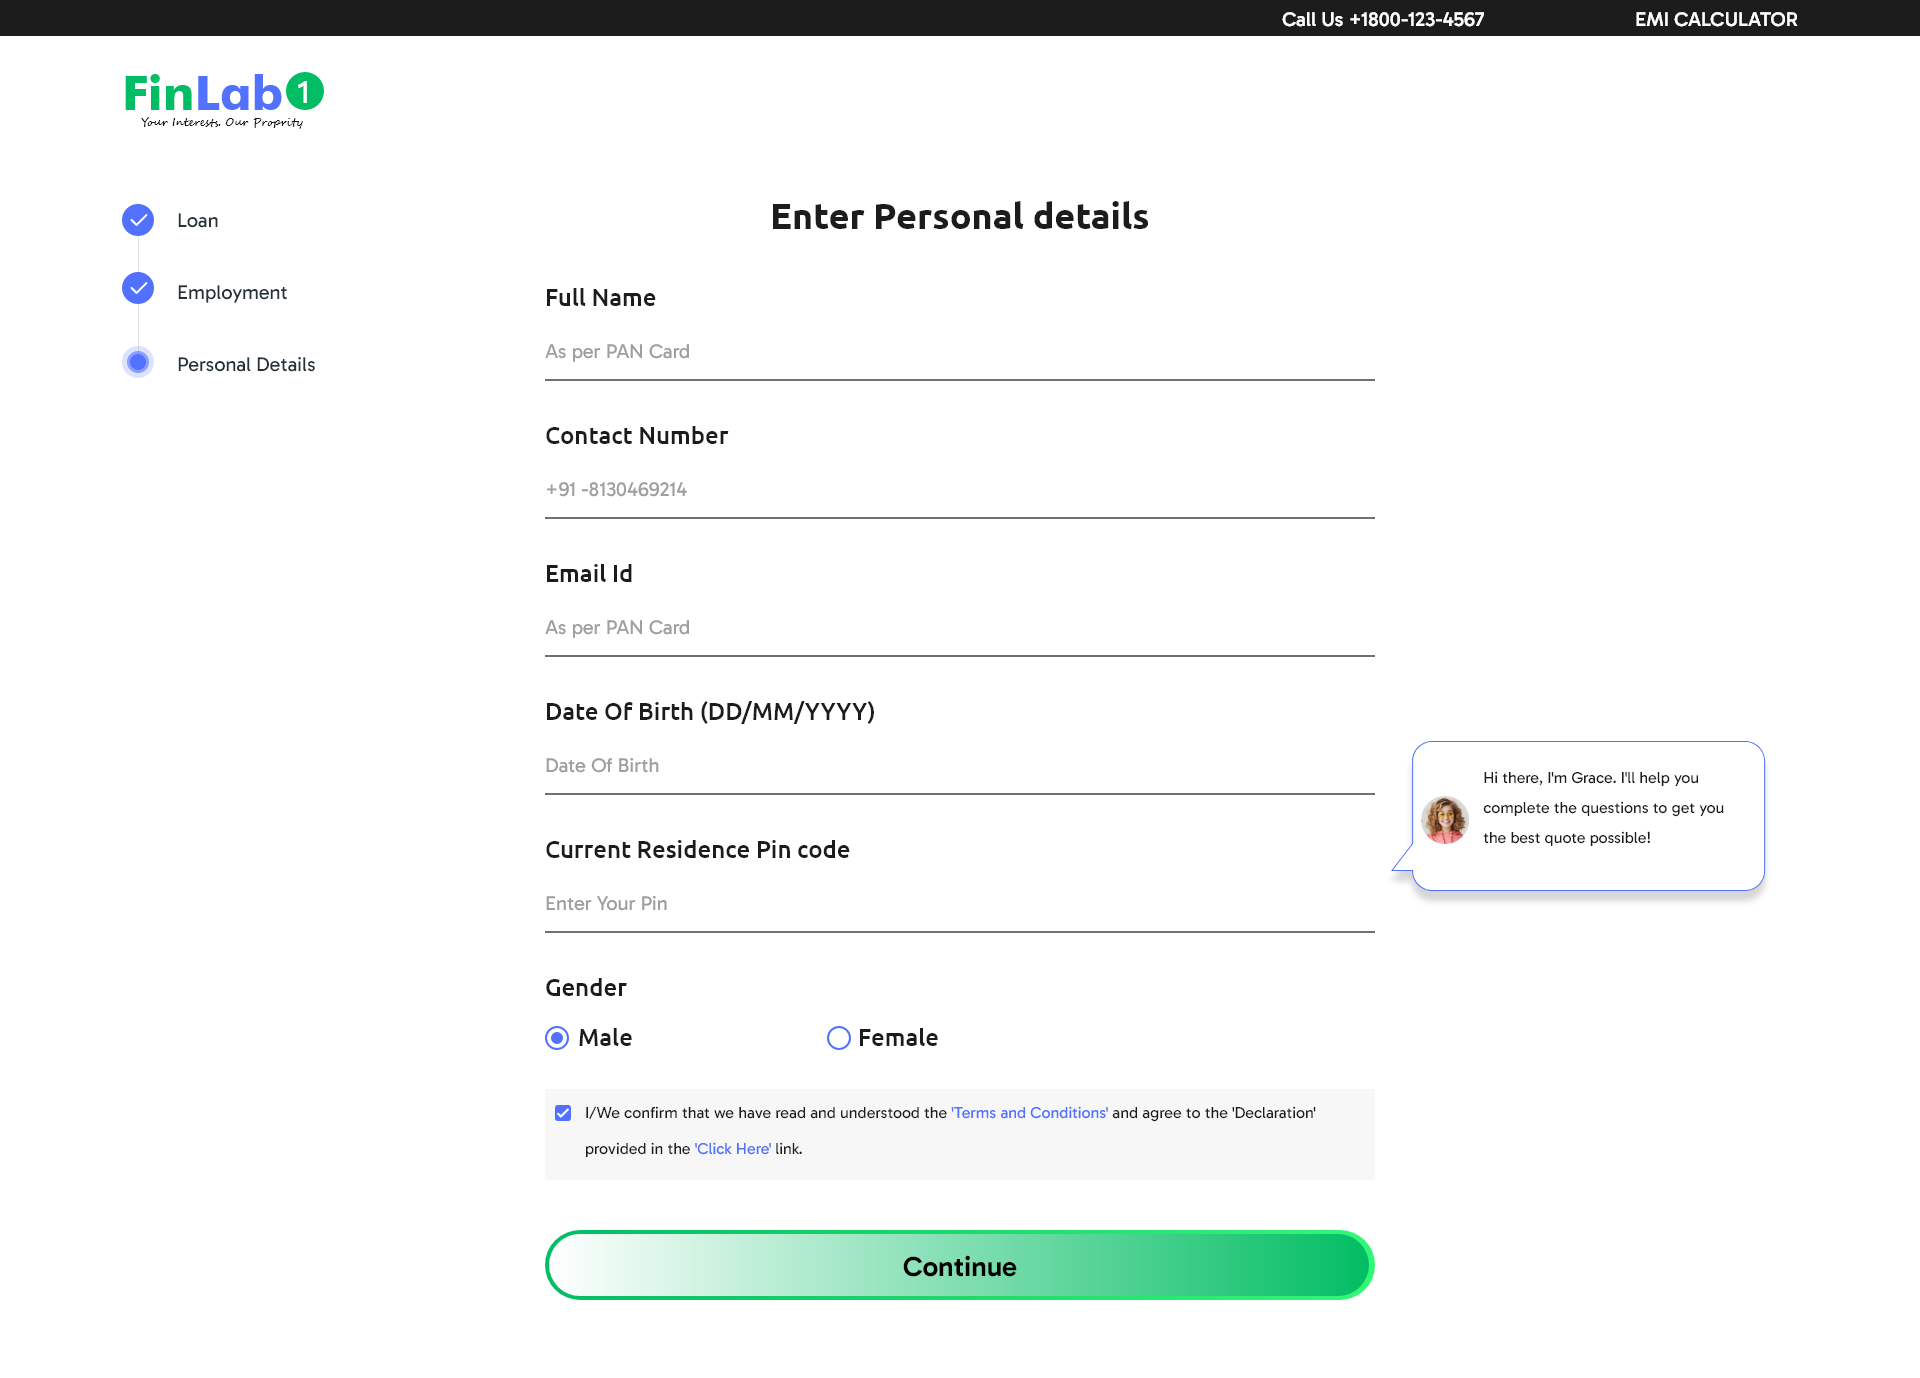 Call Us +1800-123-4567
EMI CALCULATOR
FinLab1
Your Interests. Our Proprity
Loan
Employment
Personal Details
Enter Personal details
Full Name
As per PAN Card
Contact Number
+91 -8130469214
Email Id
As per PAN Card
Date Of Birth (DD/MM/YYYY)
Date Of Birth
Current Residence Pin code
Enter Your Pin
Hi there, I'm Grace. I'll help you
complete the questions to get you
the best quote possible!
Gender
Male
Female
I/We confirm that we have read and understood the 'Terms and Conditions' and agree to the 'Declaration'
provided in the 'Click Here' link.
Continue